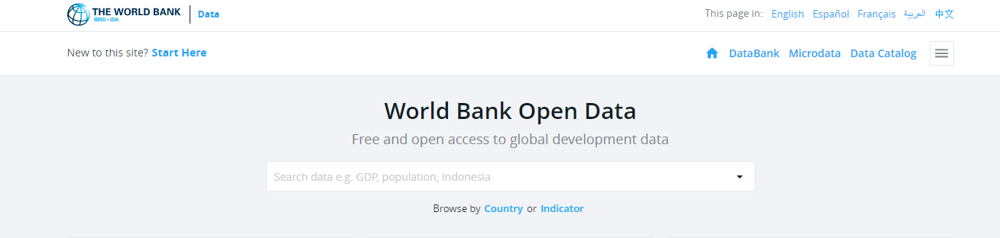 THE WORLD BANK
IBRD • IDA
Data
This page in: English Español Français العربية 中文
New to this site? Start Here
DataBank Microdata Data Catalog
World Bank Open Data
Free and open access to global development data
Search data e.g. GDP, population, Indonesia
Browse by Country or Indicator